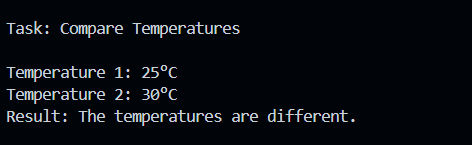 Task: Compare Temperatures
Temperature 1: 25°C
Temperature 2: 30°C
Result: The temperatures are different.